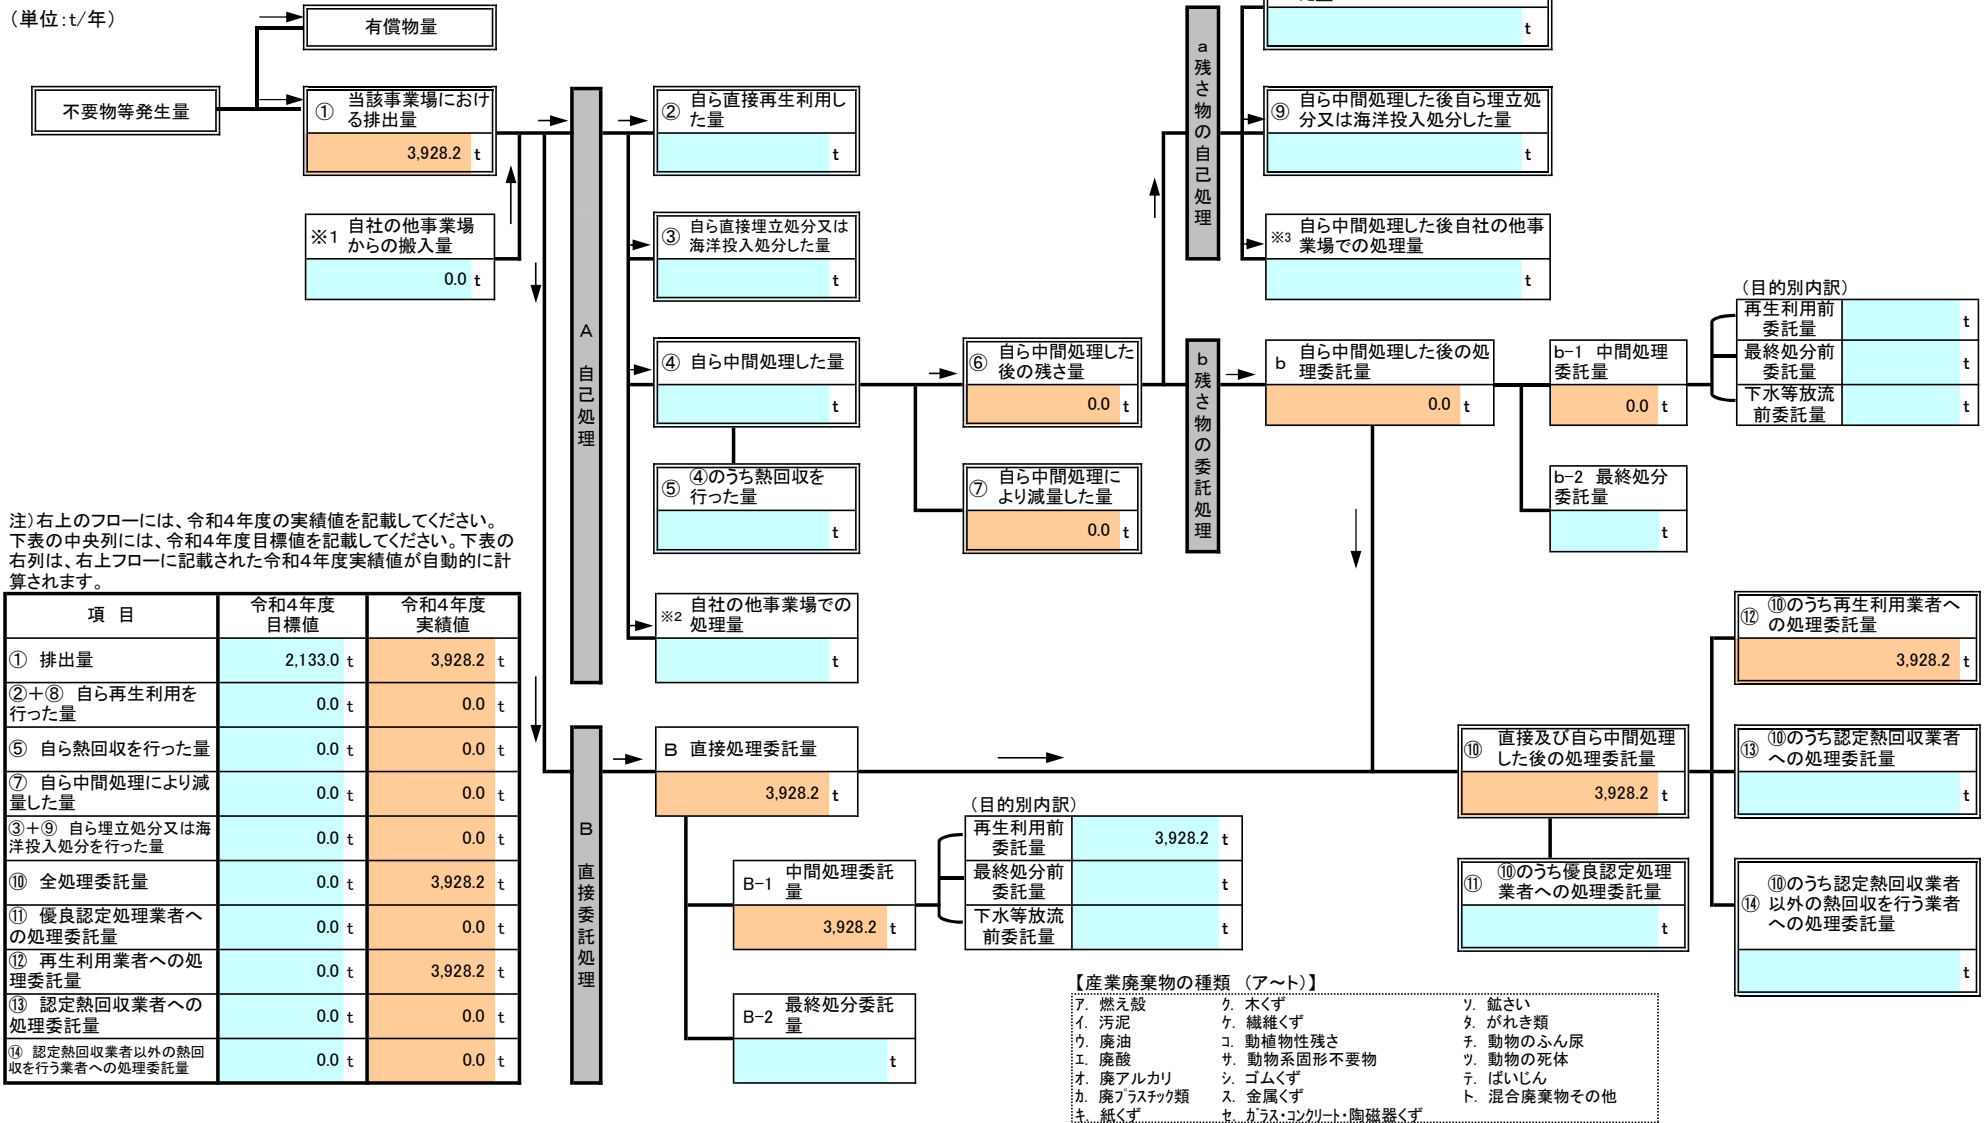 （単位：t/年）
有償物量
不要物等発生量
① 当該事業場におけ
る排出量
3,928.2 t
※1 自社の他事業場
からの搬入量
0.0 t
A 自己処理
② 自ら直接再生利用し
た量
t
③ 自ら直接埋立処分又は
海洋投入処分した量
t
④ 自ら中間処理した量
t
⑤ ④のうち熱回収を
行った量
t
※2 自社の他事業場での
処理量
t
⑥ 自ら中間処理した
後の残さ量
0.0 t
⑦ 自ら中間処理に
より減量した量
0.0 t
a残さ物の自己処理
t
⑨ 自ら中間処理した後自ら埋立処
分又は海洋投入処分した量
t
※3 自ら中間処理した後自社の他事
業場での処理量
t
b残さ物の委託処理
b 自ら中間処理した後の処
理委託量
0.0 t
b-1 中間処理
委託量
0.0 t
b-2 最終処分
委託量
t
（目的別内訳）
再生利用前
委託量 t
最終処分前
委託量 t
下水等放流
前委託量 t
注）右上のフローには、令和４年度の実績値を記載してください。
下表の中央列には、令和４年度目標値を記載してください。下表の
右列は、右上フローに記載された令和４年度実績値が自動的に計
算されます。
項 目 令和４年度
目標値 令和４年度
実績値
① 排出量 2,133.0 t 3,928.2 t
②＋⑧ 自ら再生利用を
行った量 0.0 t 0.0 t
⑤ 自ら熱回収を行った量 0.0 t 0.0 t
⑦ 自ら中間処理により減
量した量 0.0 t 0.0 t
③＋⑨ 自ら埋立処分又は海
洋投入処分を行った量 0.0 t 0.0 t
⑩ 全処理委託量 0.0 t 3,928.2 t
⑪ 優良認定処理業者へ
の処理委託量 0.0 t 0.0 t
⑫ 再生利用業者への処
理委託量 0.0 t 3,928.2 t
⑬ 認定熱回収業者への
処理委託量 0.0 t 0.0 t
⑭ 認定熱回収業者以外の熱回
収を行う業者への処理委託量 0.0 t 0.0 t
B 直接委託処理
B 直接処理委託量
3,928.2 t
B-1 中間処理委託
量
3,928.2 t
B-2 最終処分委託
量
t
（目的別内訳）
再生利用前
委託量 3,928.2 t
最終処分前
委託量 t
下水等放流
前委託量 t
⑩ 直接及び自ら中間処理
した後の処理委託量
3,928.2 t
⑪ ⑩のうち優良認定処理
業者への処理委託量
t
⑫ ⑩のうち再生利用業者へ
の処理委託量
3,928.2 t
⑬ ⑩のうち認定熱回収業者
への処理委託量
t
⑭ ⑩のうち認定熱回収業者
以外の熱回収を行う業者
への処理委託量
t
【産業廃棄物の種類 （ア～ト）】
ア. 燃え殻 ク. 木くず ソ. 鉱さい
イ. 汚泥 ケ. 繊維くず タ. がれき類
ウ. 廃油 コ. 動植物性残さ チ. 動物のふん尿
エ. 廃酸 サ. 動物系固形不要物 ツ. 動物の死体
オ. 廃アルカリ シ. ゴムくず テ. ばいじん
カ. 廃プラスチック類 ス. 金属くず ト. 混合廃棄物その他
キ. 紙くず セ. ガラス・コンクリート・陶磁器くず